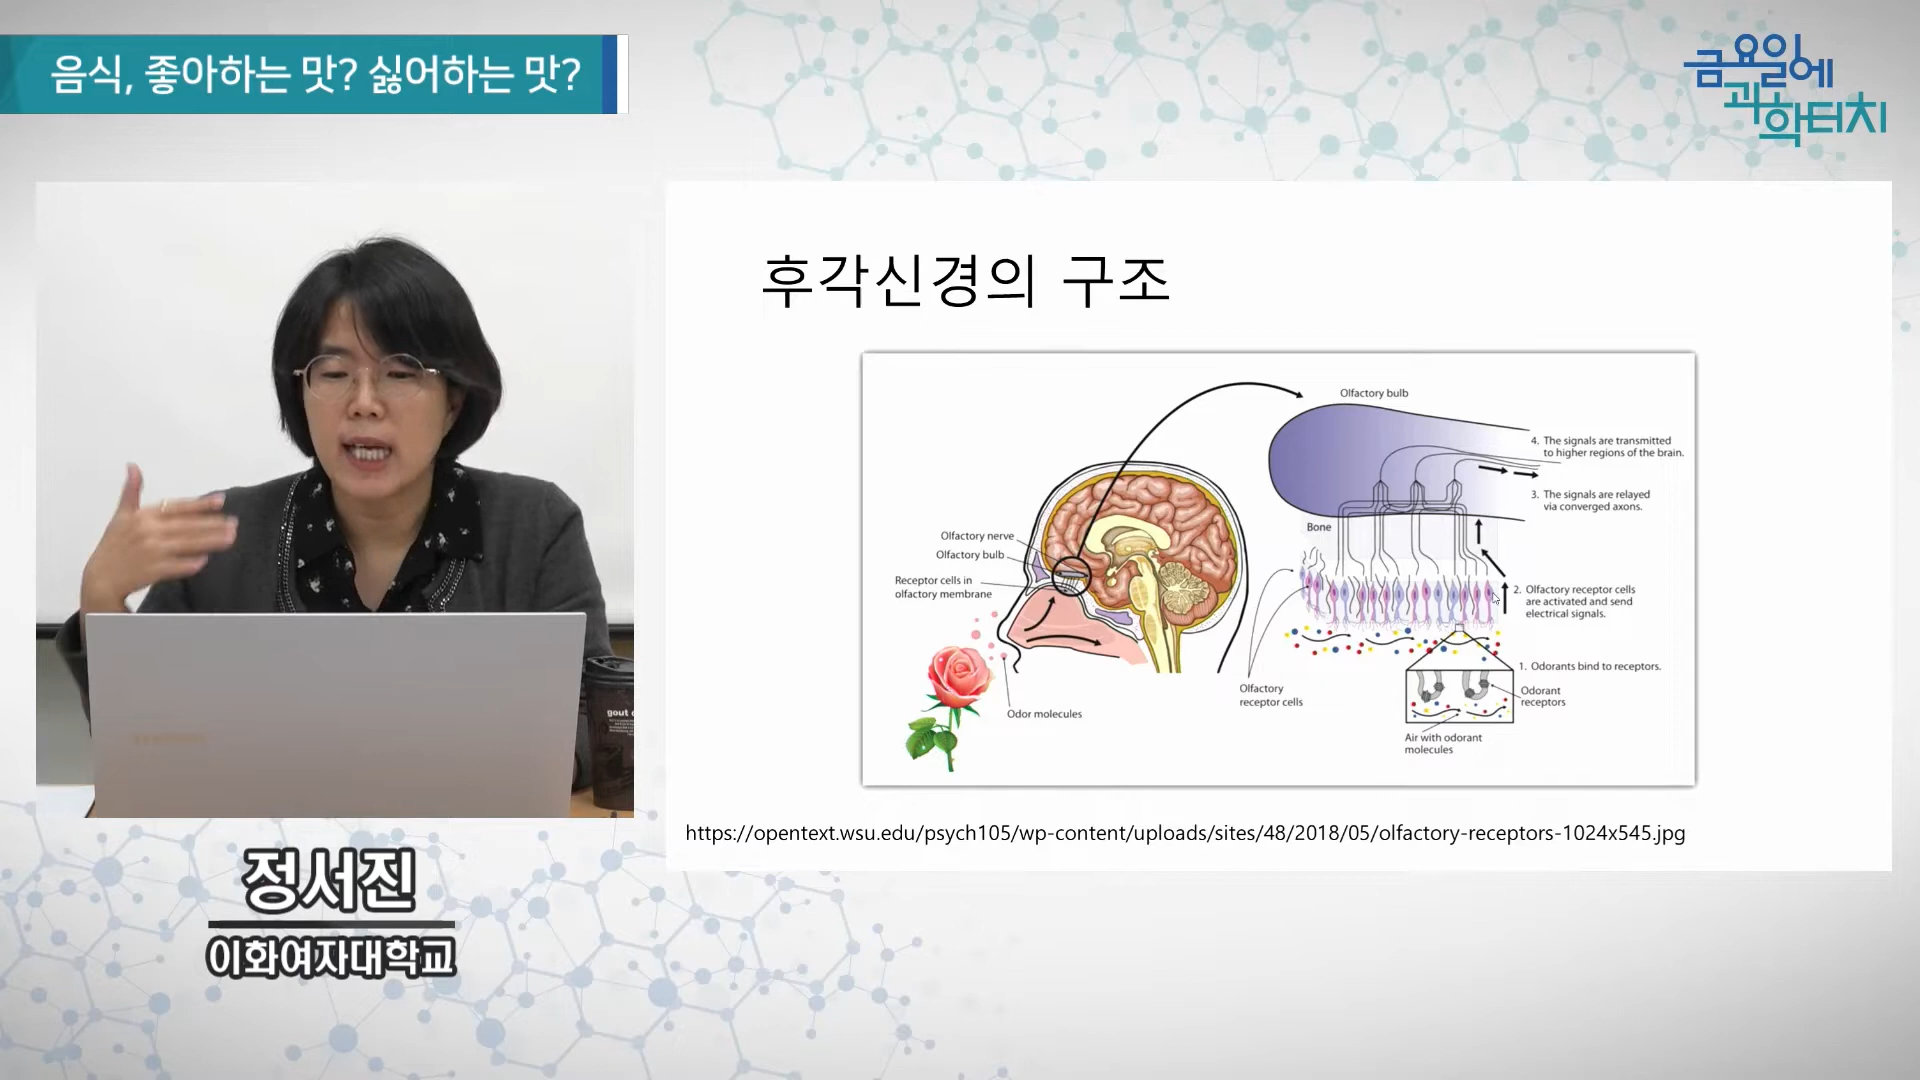 음식, 좋아하는 맛? 싫어하는 맛?
금요일에
과학터치
후각신경의 구조
Olfactory bulb
4. The signals are transmitted
to higher regions of the brain.
3. The signals are relayed
via converged axons.
Bone
Olfactory nerve
Olfactory bulb
Receptor cells in
olfactory membrane
2. Olfactory receptor cells
are activated and send
electrical signals.
1. Odorants bind to receptors.
Olfactory
receptor cells
Odorant
receptors
Odor molecules
Air with odorant
molecules
gout
https://opentext.wsu.edu/psych105/wp-content/uploads/sites/48/2018/05/olfactory-receptors-1024x545.jpg
정서진
이화여자대학교